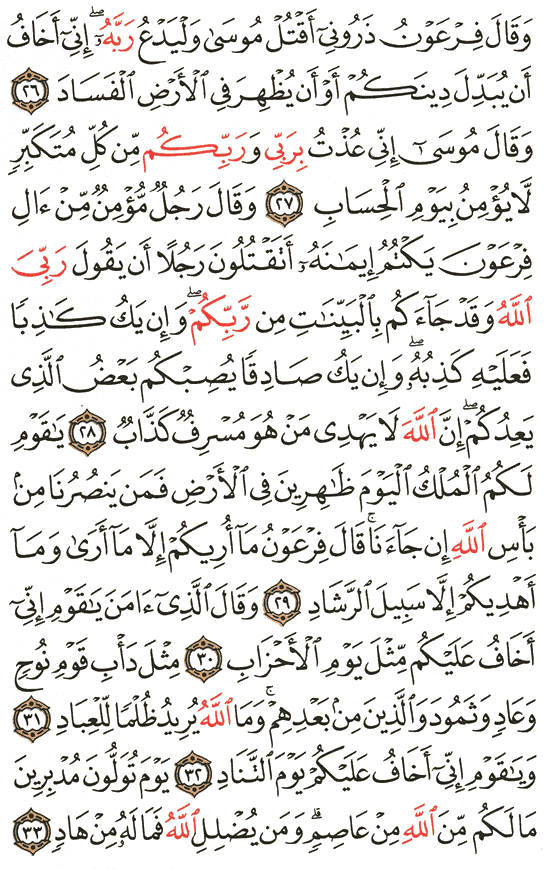 وَقَالَ فِرْعَوْنُ ذَرُونِيٓ أَقْتُلْ مُوسَىٰ وَلْيَدْعُ رَبَّهُۥٓۖ إِنِّيٓ أَخَافُ
أَن يُبَدِّلَ دِينَكُمْ أَوْ أَن يُظْهِرَ فِي ٱلْأَرْضِ ٱلْفَسَادَ ٢٦
وَقَالَ مُوسَىٰٓ إِنِّي عُذْتُ بِرَبِّي وَرَبِّكُم مِّن كُلِّ مُتَكَبِّرٍ
لَّا يُؤْمِنُ بِيَوْمِ ٱلْحِسَابِ ٢٧ وَقَالَ رَجُلٌ مُّؤْمِنٌ مِّنْ ءَالِ
فِرْعَوْنَ يَكْتُمُ إِيمَٰنَهُۥٓ أَتَقْتُلُونَ رَجُلًا أَن يَقُولَ رَبِّيَ
ٱللَّهُ وَقَدْ جَآءَكُم بِٱلْبَيِّنَٰتِ مِن رَّبِّكُمْۖ وَإِن يَكُ كَٰذِبًا
فَعَلَيْهِ كَذِبُهُۥۖ وَإِن يَكُ صَادِقًا يُصِبْكُم بَعْضُ ٱلَّذِي
يَعِدُكُمْۖ إِنَّ ٱللَّهَ لَا يَهْدِي مَنْ هُوَ مُسْرِفٌ كَذَّابٌ ٢٨ يَٰقَوْمِ
لَكُمُ ٱلْمُلْكُ ٱلْيَوْمَ ظَٰهِرِينَ فِي ٱلْأَرْضِ فَمَن يَنصُرُنَا مِنۢ
بَأْسِ ٱللَّهِ إِن جَآءَنَاۚ قَالَ فِرْعَوْنُ مَآ أُرِيكُمْ إِلَّا مَآ أَرَىٰ وَمَآ
أَهْدِيكُمْ إِلَّا سَبِيلَ ٱلرَّشَادِ ٢٩ وَقَالَ ٱلَّذِيٓ ءَامَنَ يَٰقَوْمِ إِنِّيٓ
أَخَافُ عَلَيْكُم مِّثْلَ يَوْمِ ٱلْأَحْزَابِ ٣٠ مِثْلَ دَأْبِ قَوْمِ نُوحٍ
وَعَادٍ وَثَمُودَ وَٱلَّذِينَ مِنۢ بَعْدِهِمْۚ وَمَا ٱللَّهُ يُرِيدُ ظُلْمًا لِّلْعِبَادِ ٣١
وَيَٰقَوْمِ إِنِّيٓ أَخَافُ عَلَيْكُمْ يَوْمَ ٱلتَّنَادِ ٣٢ يَوْمَ تُوَلُّونَ مُدْبِرِينَ
مَا لَكُم مِّنَ ٱللَّهِ مِنْ عَاصِمٍۗ وَمَن يُضْلِلِ ٱللَّهُ فَمَا لَهُۥ مِنْ هَادٍ ٣٣